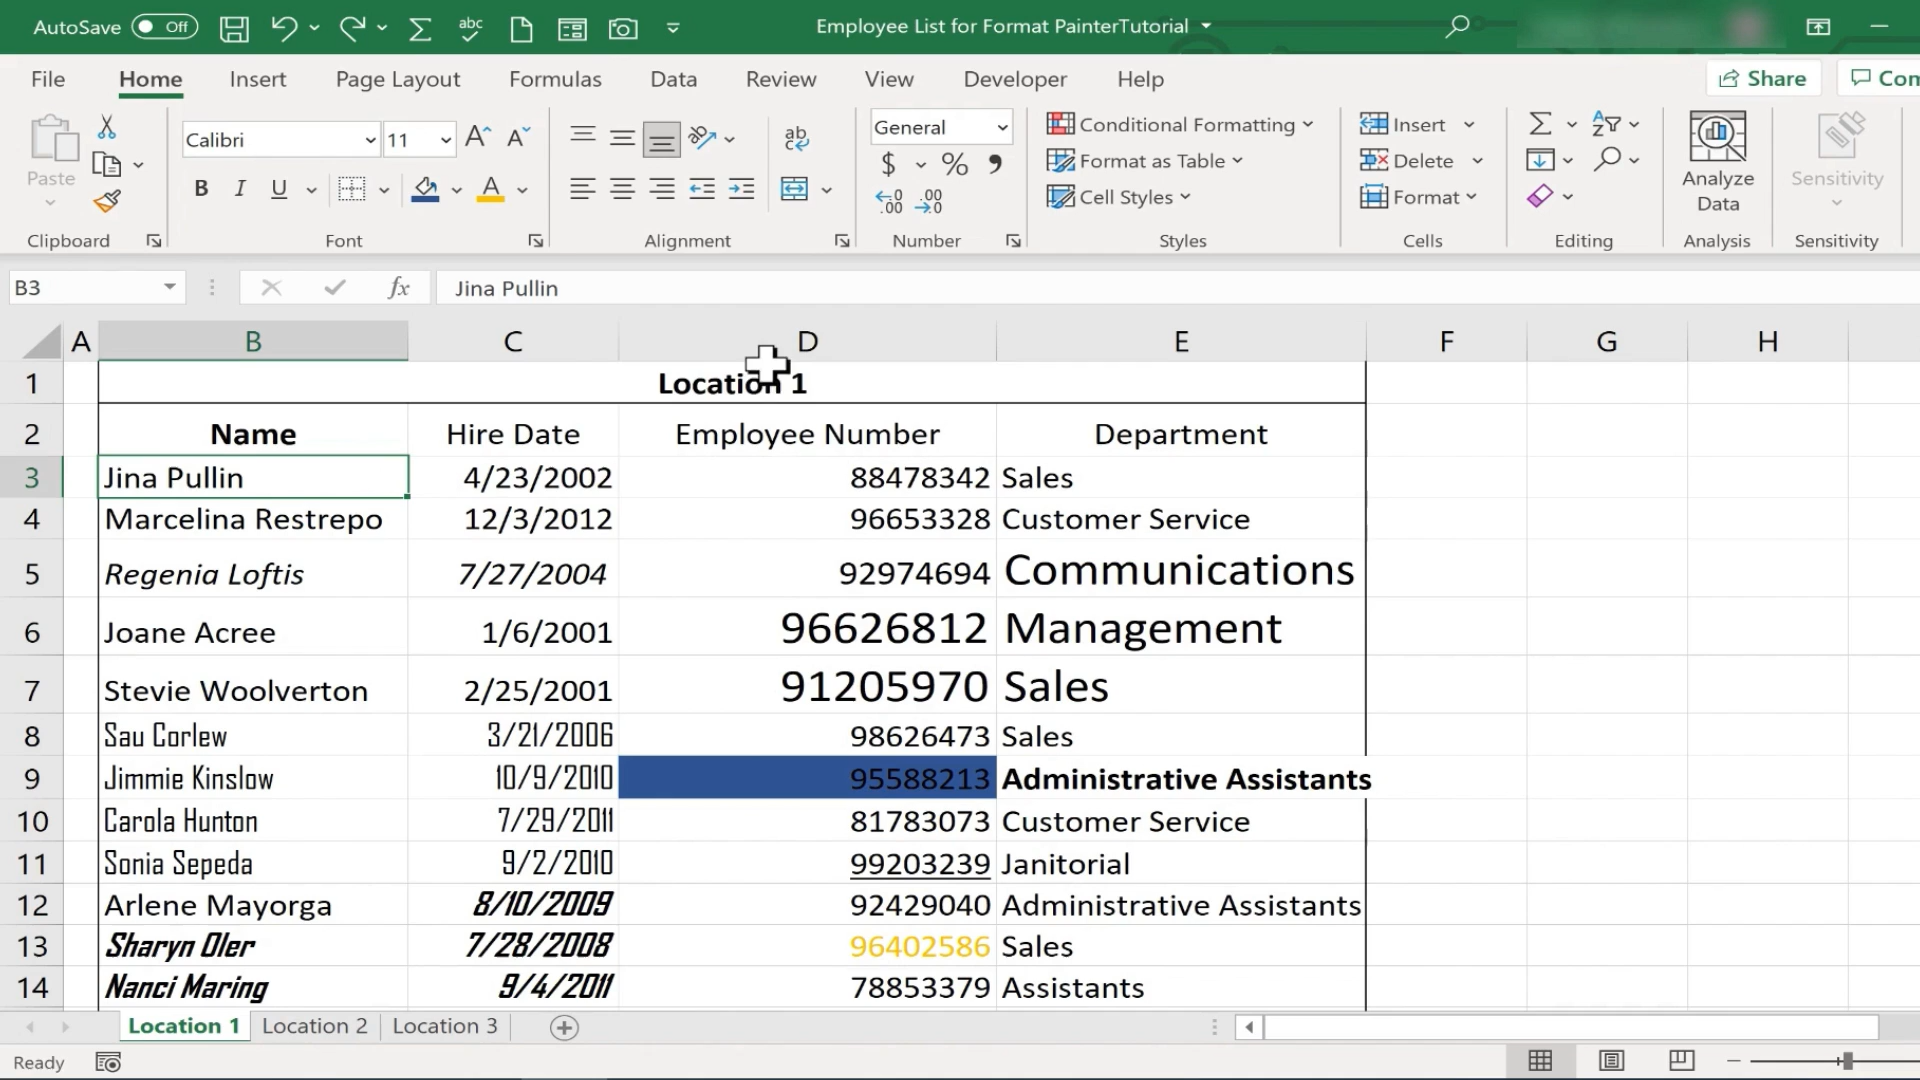 AutoSave Off abc Employee List for Format PainterTutorial
File Home Insert Page Layout Formulas Data Review View Developer Help Share Com
Paste Calibri 11 A A ab c General Conditional Formatting Insert
B I U A $ % Format as Table Delete
.00 .00 Cell Styles Format Analyze Data Sensitivity
Clipboard Font Alignment Number Styles Cells Editing Analysis Sensitivity
B3 fx Jina Pullin
A B C D E F G H
1 Location 1
2 Name Hire Date Employee Number Department
3 Jina Pullin 4/23/2002 88478342 Sales
4 Marcelina Restrepo 12/3/2012 96653328 Customer Service
5 Regenia Loftis 7/27/2004 92974694 Communications
6 Joane Acree 1/6/2001 96626812 Management
7 Stevie Woolverton 2/25/2001 91205970 Sales
8 Sau Corlew 3/21/2006 98626473 Sales
9 Jimmie Kinslow 10/9/2010 95588213 Administrative Assistants
10 Carola Hunton 7/29/2011 81783073 Customer Service
11 Sonia Sepeda 9/2/2010 99203239 Janitorial
12 Arlene Mayorga 8/10/2009 92429040 Administrative Assistants
13 Sharyn Oler 7/28/2008 96402586 Sales
14 Nanci Maring 9/4/2011 78853379 Assistants
Location 1 Location 2 Location 3
Ready